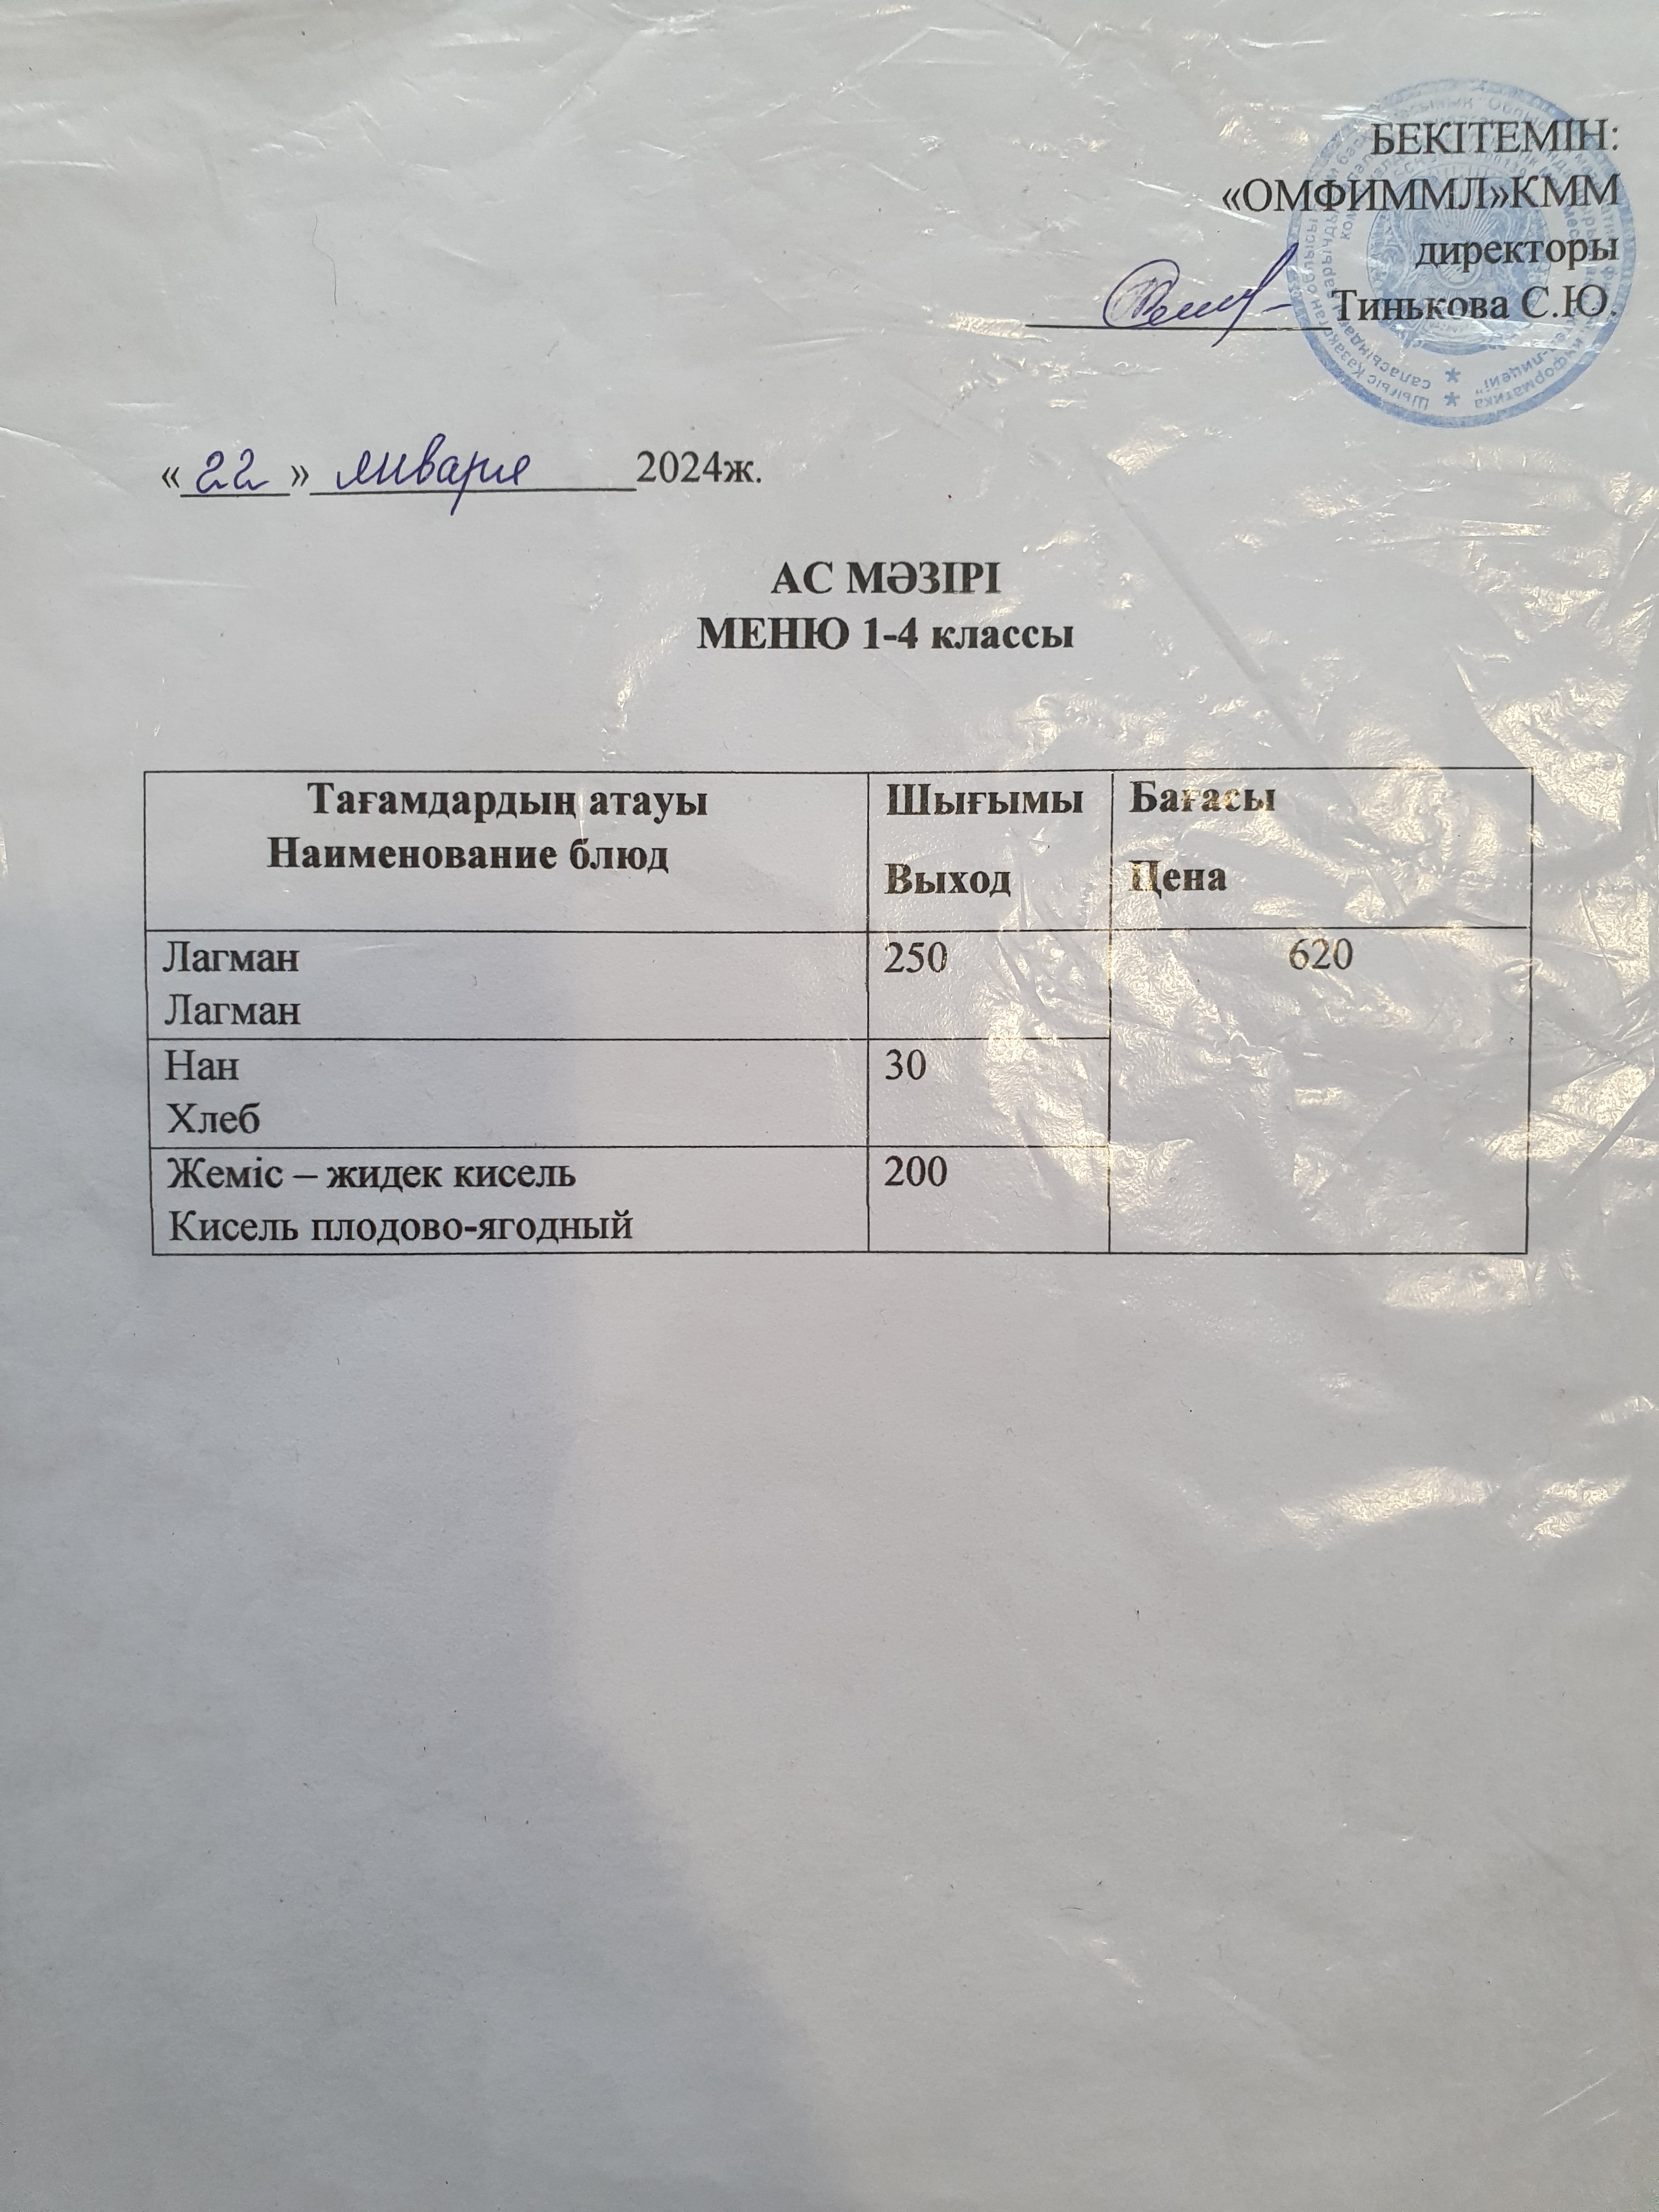 БЕКІТЕМІН:
«ОМФИММЛ»КММ
директоры
Тинькова С.Ю.
«22» января 2024ж.
АС МӘЗІРІ
МЕНЮ 1-4 классы
Тағамдардың атауы
Наименование блюд
Шығымы
Выход
Бағасы
Цена
Лагман
Лагман
250
620
Нан
Хлеб
30
Жеміс – жидек кисель
Кисель плодово-ягодный
200